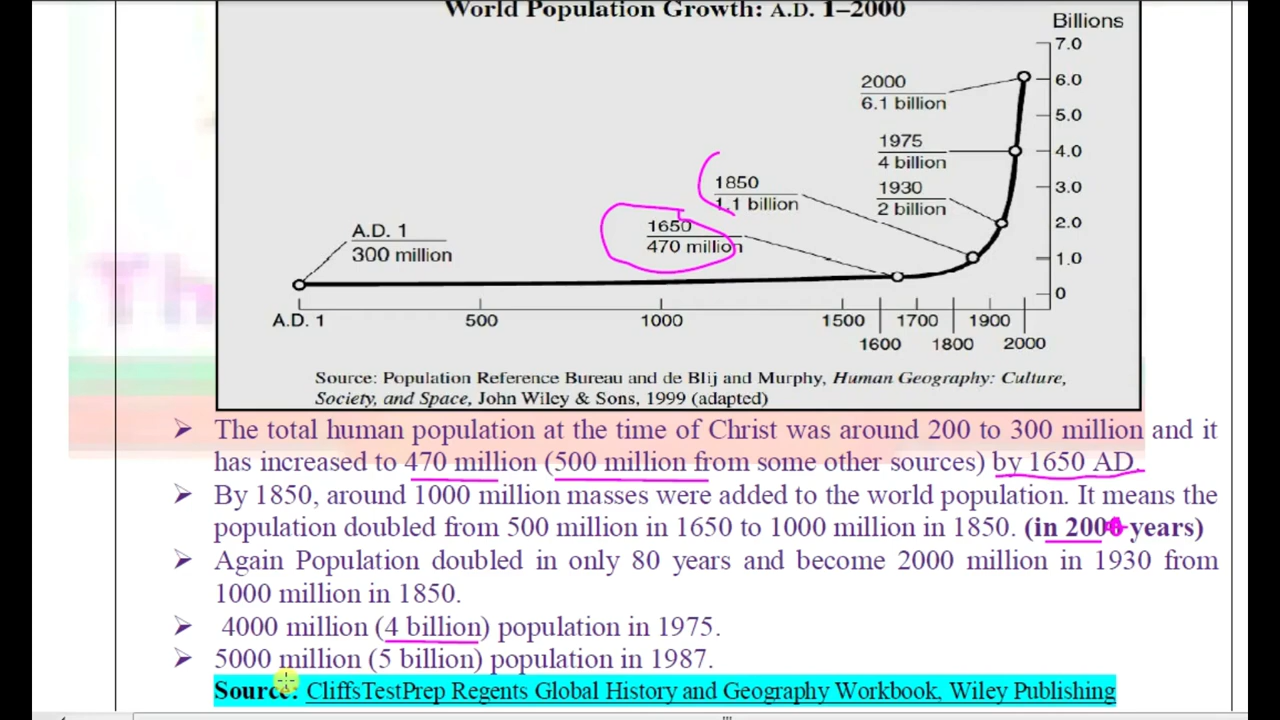 World Population Growth: A.D. 1–2000
Billions
7.0
2000
6.0
6.1 billion
5.0
1975
4.0
4 billion
1850
1930
3.0
1.1 billion
2 billion
1650
2.0
A.D. 1
470 million
300 million
1.0
0
A.D. 1 500 1000 1500 1700 1900
1600 1800 2000
Source: Population Reference Bureau and de Blij and Murphy, Human Geography: Culture,
Society, and Space, John Wiley & Sons, 1999 (adapted)
Th
➢ The total human population at the time of Christ was around 200 to 300 million and it
has increased to 470 million (500 million from some other sources) by 1650 AD.
➢ By 1850, around 1000 million masses were added to the world population. It means the
population doubled from 500 million in 1650 to 1000 million in 1850. (in 200 years)
➢ Again Population doubled in only 80 years and become 2000 million in 1930 from
1000 million in 1850.
➢ 4000 million (4 billion) population in 1975.
➢ 5000 million (5 billion) population in 1987.
Source: CliffsTestPrep Regents Global History and Geography Workbook, Wiley Publishing